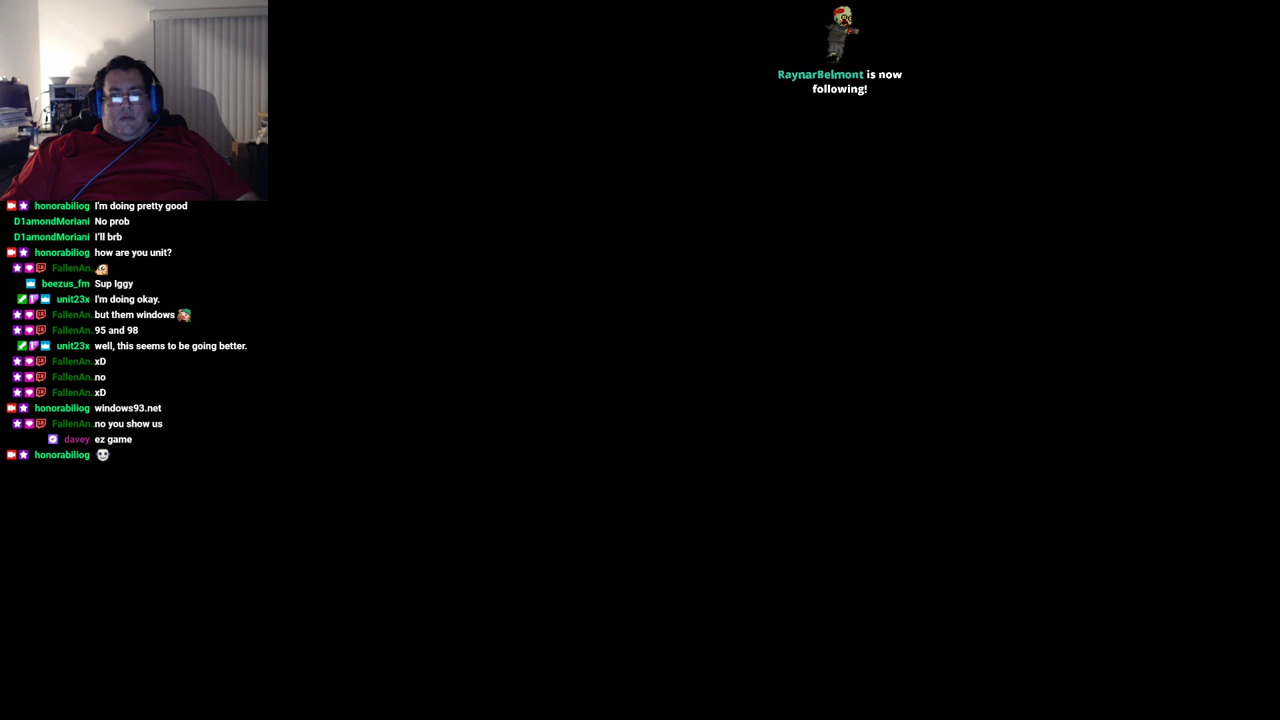 RaynarBelmont is now
following!
honorabiliog I'm doing pretty good
D1amondMoriani No prob
D1amondMoriani I'll brb
honorabiliog how are you unit?
FallenAn..
beezus_fm Sup Iggy
unit23x I'm doing okay.
FallenAn.. but them windows
FallenAn.. 95 and 98
unit23x well, this seems to be going better.
FallenAn.. xD
FallenAn.. no
FallenAn.. xD
honorabiliog windows93.net
FallenAn.. no you show us
davey ez game
honorabiliog